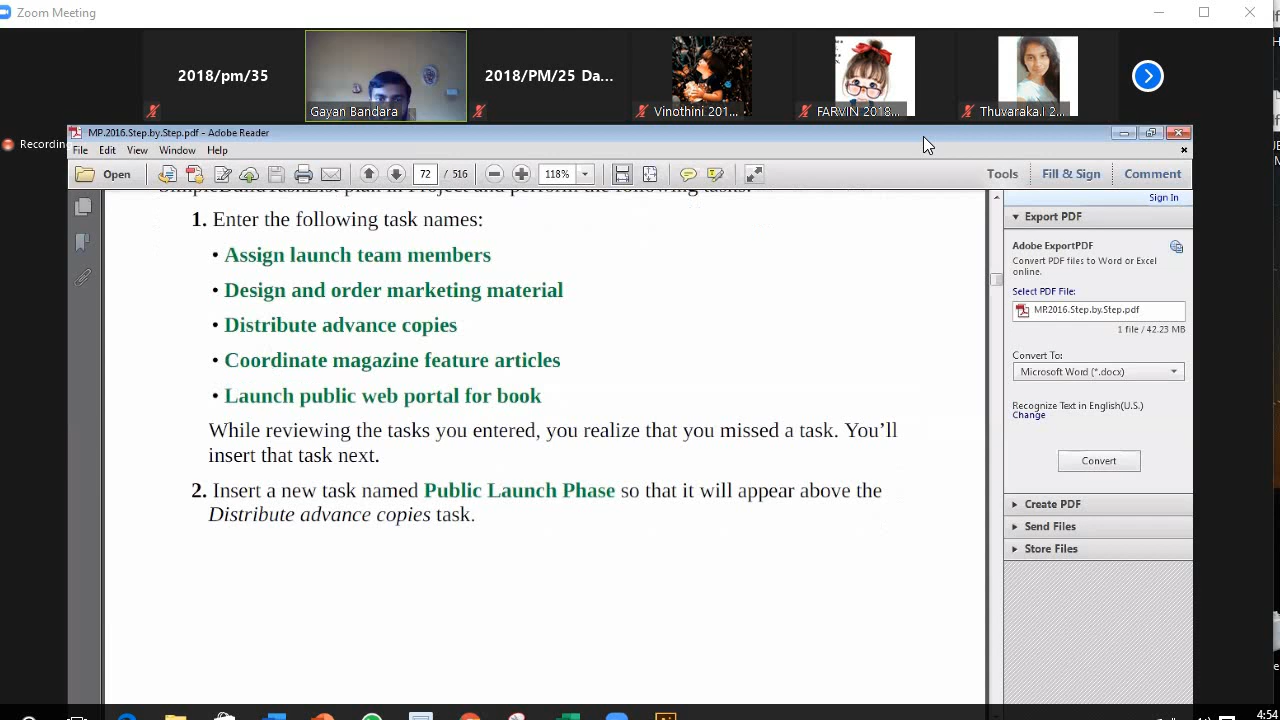 Zoom Meeting
2018/pm/35
2018/PM/25 Da...
Gayan Bandara
Vinothini 201...
FARVIN 2018...
Thuvaraka.I 2...
Recording
MP.2016.Step.by.Step.pdf - Adobe Reader
File Edit View Window Help
Open 72 / 516 118% Tools Fill & Sign Comment
Sign In
1. Enter the following task names:
• Assign launch team members
• Design and order marketing material
• Distribute advance copies
• Coordinate magazine feature articles
• Launch public web portal for book
While reviewing the tasks you entered, you realize that you missed a task. You’ll
insert that task next.
2. Insert a new task named Public Launch Phase so that it will appear above the
Distribute advance copies task.
Export PDF
Adobe ExportPDF
Convert PDF files to Word or Excel
online.
Select PDF File:
MP.2016.Step.by.Step.pdf
1 file / 42.23 MB
Convert To:
Microsoft Word (*.docx)
Recognize Text in English(U.S.)
Change
Convert
Create PDF
Send Files
Store Files
4:54